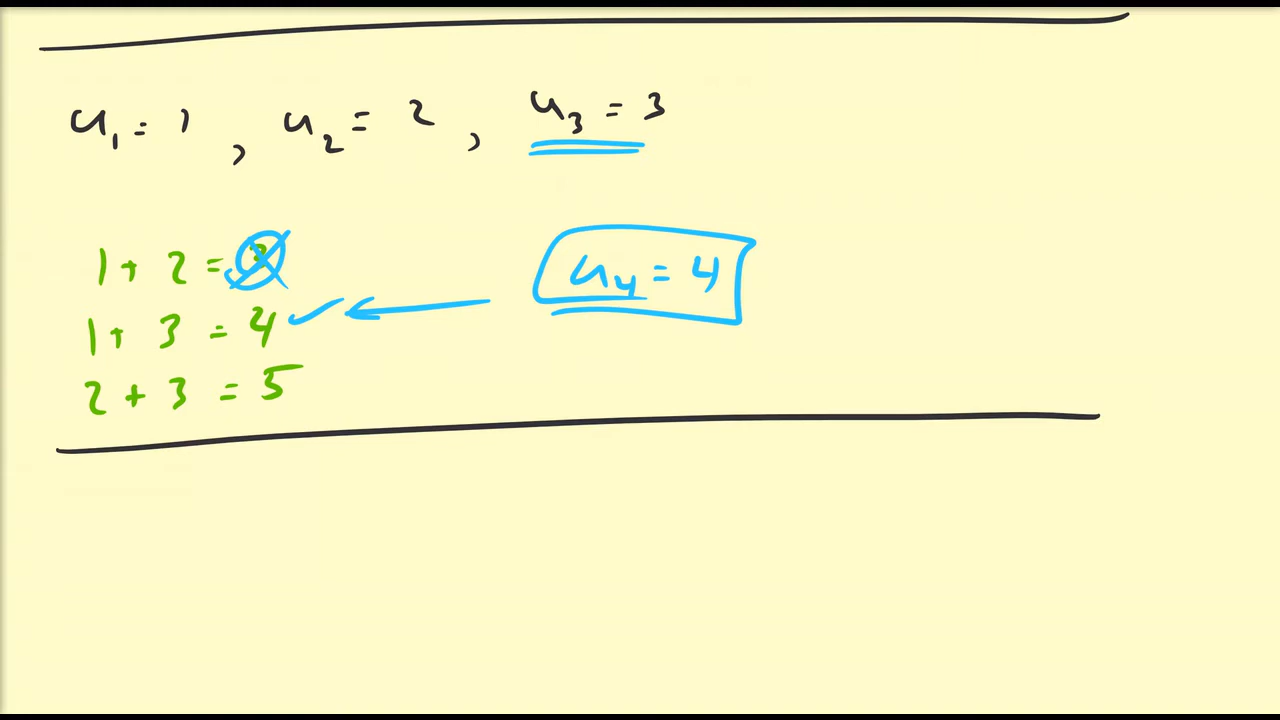 u₁ = 1 , u₂ = 2 , u₃ = 3
1 + 2 = 3
u₄ = 4
1 + 3 = 4 ✓ ←
2 + 3 = 5